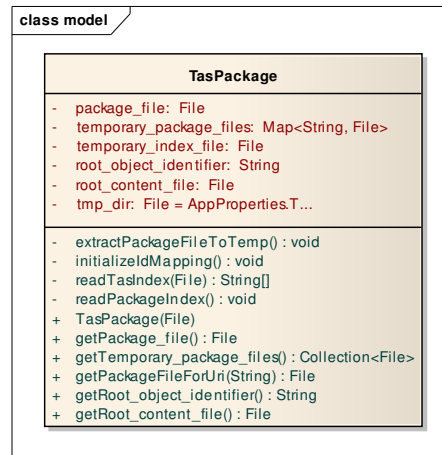 class model
TasPackage
- package_file: File
- temporary_package_files: Map<String, File>
- temporary_index_file: File
- root_object_identifier: String
- root_content_file: File
- tmp_dir: File = AppProperties.T...
- extractPackageFileToTemp() : void
- initializeIdMapping() : void
- readTasIndex(File) : String[]
- readPackageIndex() : void
+ TasPackage(File)
+ getPackage_file() : File
+ getTemporary_package_files() : Collection<File>
+ getPackageFileForUri(String) : File
+ getRoot_object_identifier() : String
+ getRoot_content_file() : File